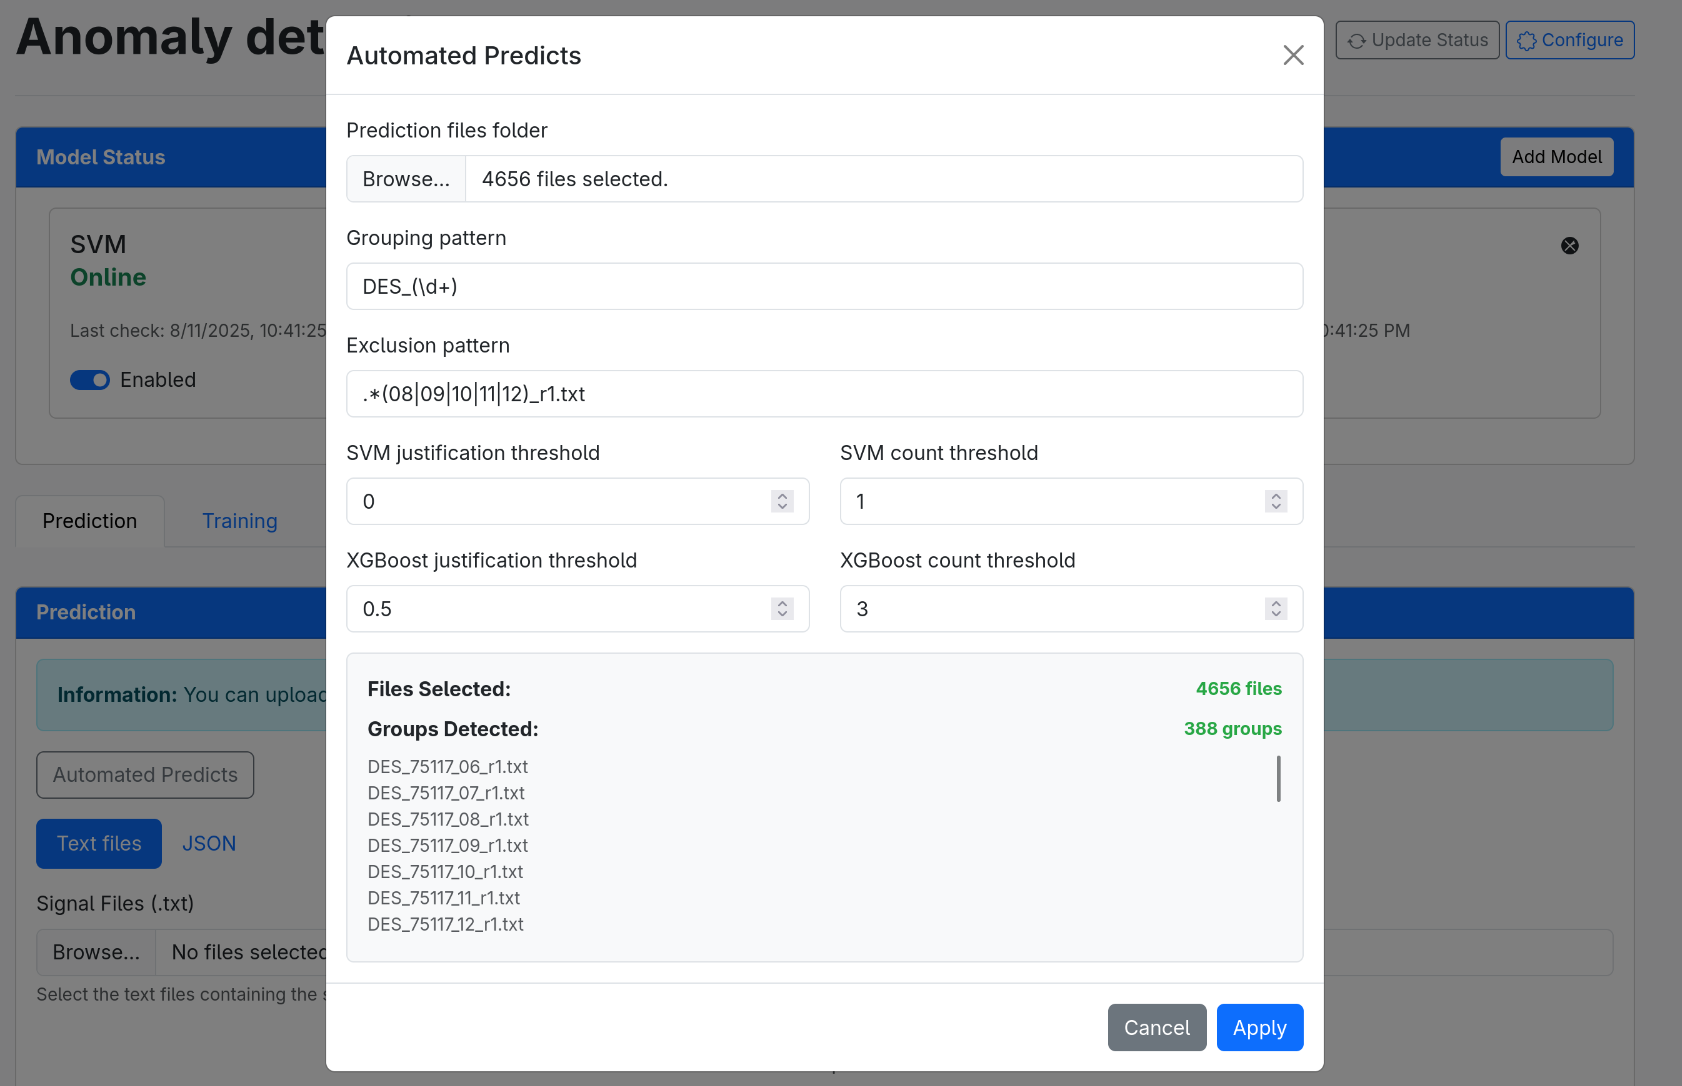 Anomaly det
Update Status
Configure
Automated Predicts
Model Status
Add Model
Prediction files folder
Browse... 4656 files selected.
Grouping pattern
DES_(\d+)
SVM
Online
Last check: 8/11/2025, 10:41:25
0:41:25 PM
Enabled
Exclusion pattern
.*(08|09|10|11|12)_r1.txt
SVM justification threshold
SVM count threshold
0
1
XGBoost justification threshold
XGBoost count threshold
0.5
3
Prediction
Training
Prediction
Information: You can upload
Automated Predicts
Text files
JSON
Signal Files (.txt)
Browse... No files selected
Select the text files containing the s
Files Selected: 4656 files
Groups Detected: 388 groups
DES_75117_06_r1.txt
DES_75117_07_r1.txt
DES_75117_08_r1.txt
DES_75117_09_r1.txt
DES_75117_10_r1.txt
DES_75117_11_r1.txt
DES_75117_12_r1.txt
Cancel
Apply